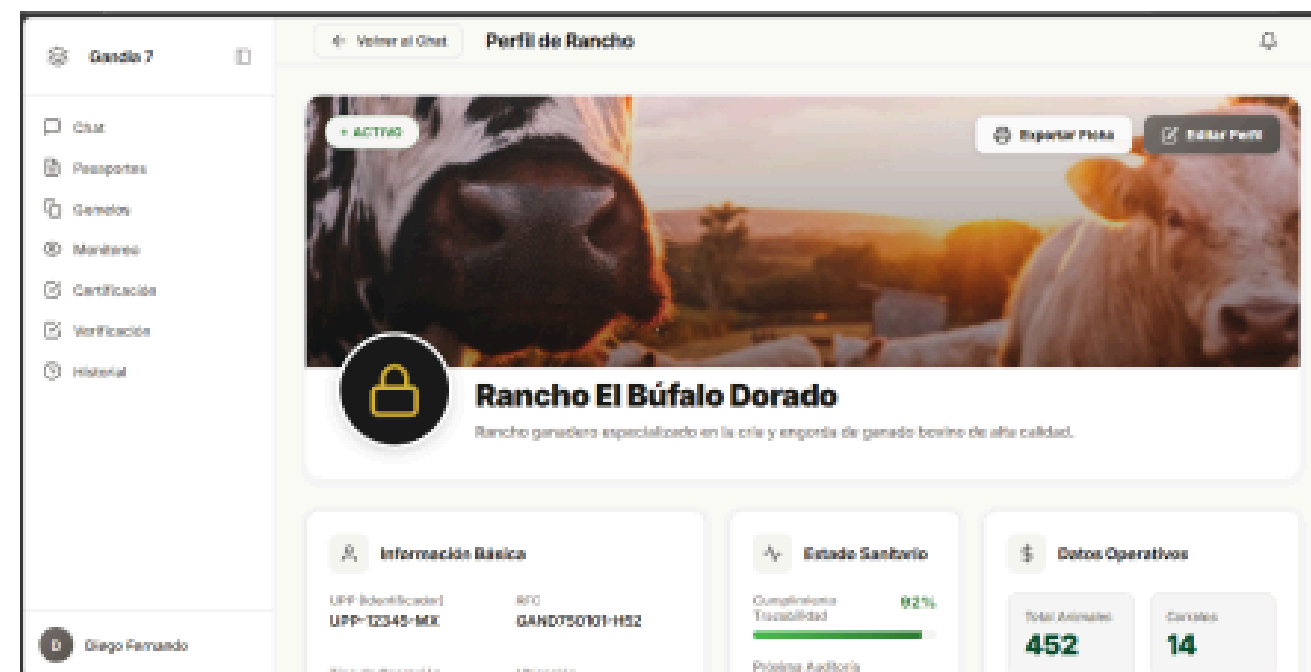 Gandia 7
Volver al Chat
Perfil de Rancho
Chat
Pasaportes
Gemelos
Monitoreo
Certificación
Verificación
Historial
Diego Fernando
D
• ACTIVO
Exportar Ficha
Editar Perfil
Rancho El Búfalo Dorado
Rancho ganadero especializado en la cría y engorda de ganado bovino de alta calidad.
Información Básica
UPP (Identificador)
UPP-12345-MX
RFC
GAND750101-H52
Estado Sanitario
Cumplimiento Trazabilidad
92%
Próxima Auditoría
Datos Operativos
Total Animales
452
Corrales
14